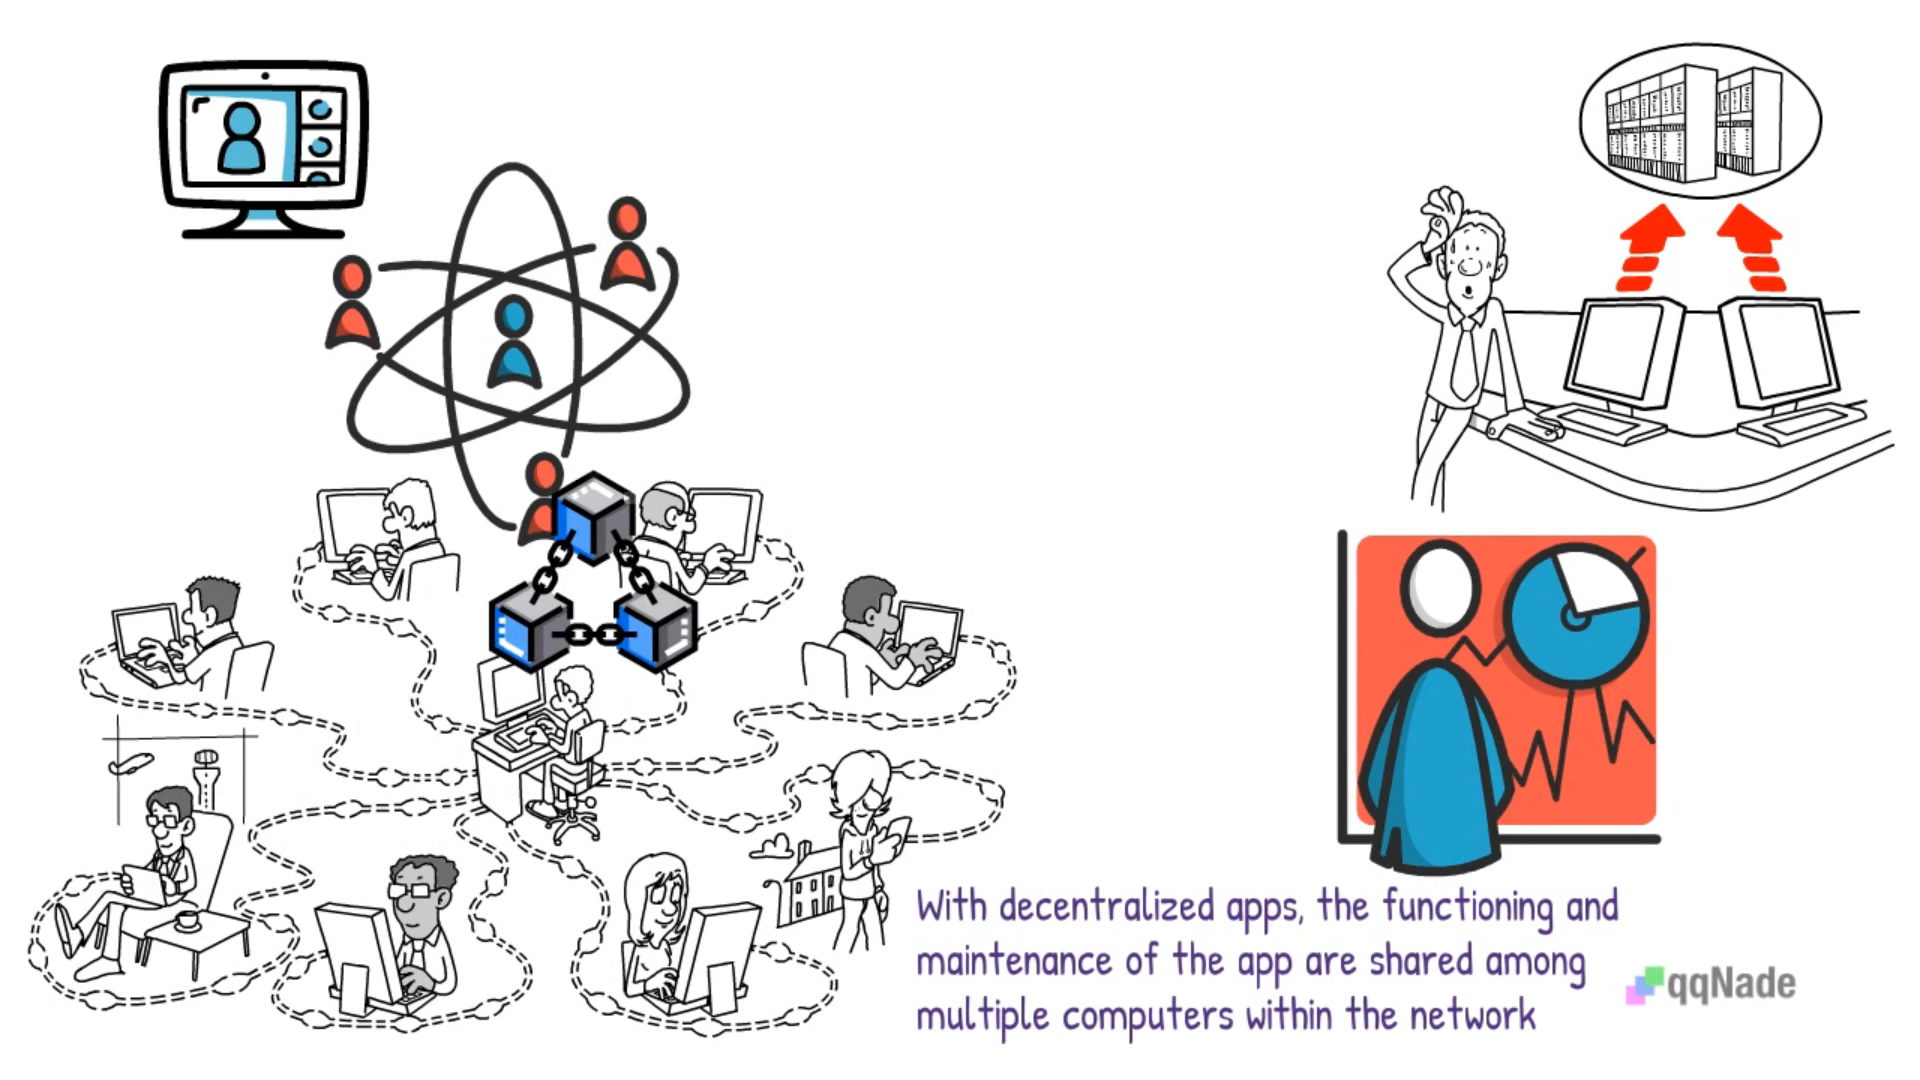 With decentralized apps, the functioning and
maintenance of the app are shared among
multiple computers within the network
qqNade